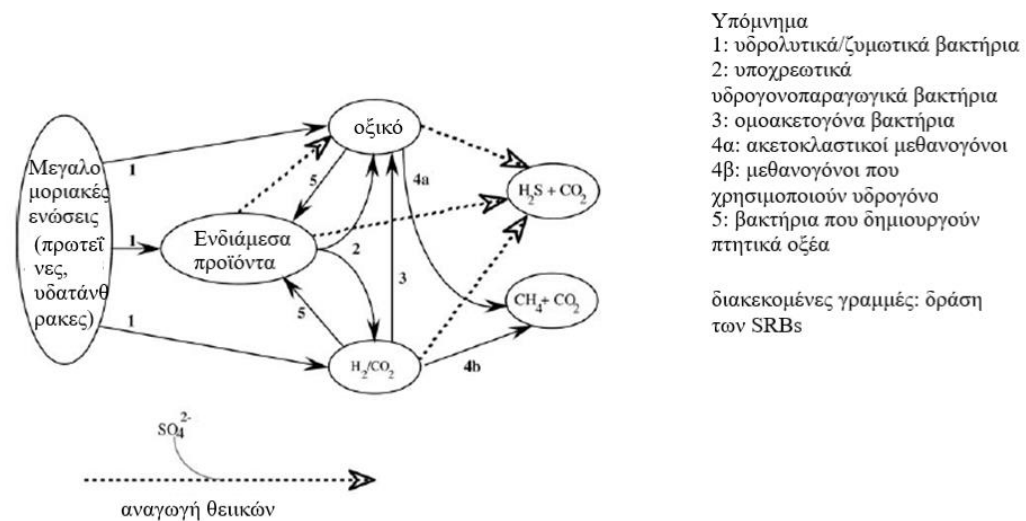 Μεγαλο
μοριακές
ενώσεις
(πρωτεΐ
νες,
υδατάνθ
ρακες)
1
1
1
οξικό
5
4a
Ενδιάμεσα
προϊόντα
2
3
5
H2/CO2
4b
H2S + CO2
CH4+ CO2
SO4 2-
αναγωγή θειικών
Υπόμνημα
1: υδρολυτικά/ζυμωτικά βακτήρια
2: υποχρεωτικά
υδρογονοπαραγωγικά βακτήρια
3: ομοακετογόνα βακτήρια
4α: ακετοκλαστικοί μεθανογόνοι
4β: μεθανογόνοι που
χρησιμοποιούν υδρογόνο
5: βακτήρια που δημιουργούν
πτητικά οξέα
διακεκομένες γραμμές: δράση
των SRBs